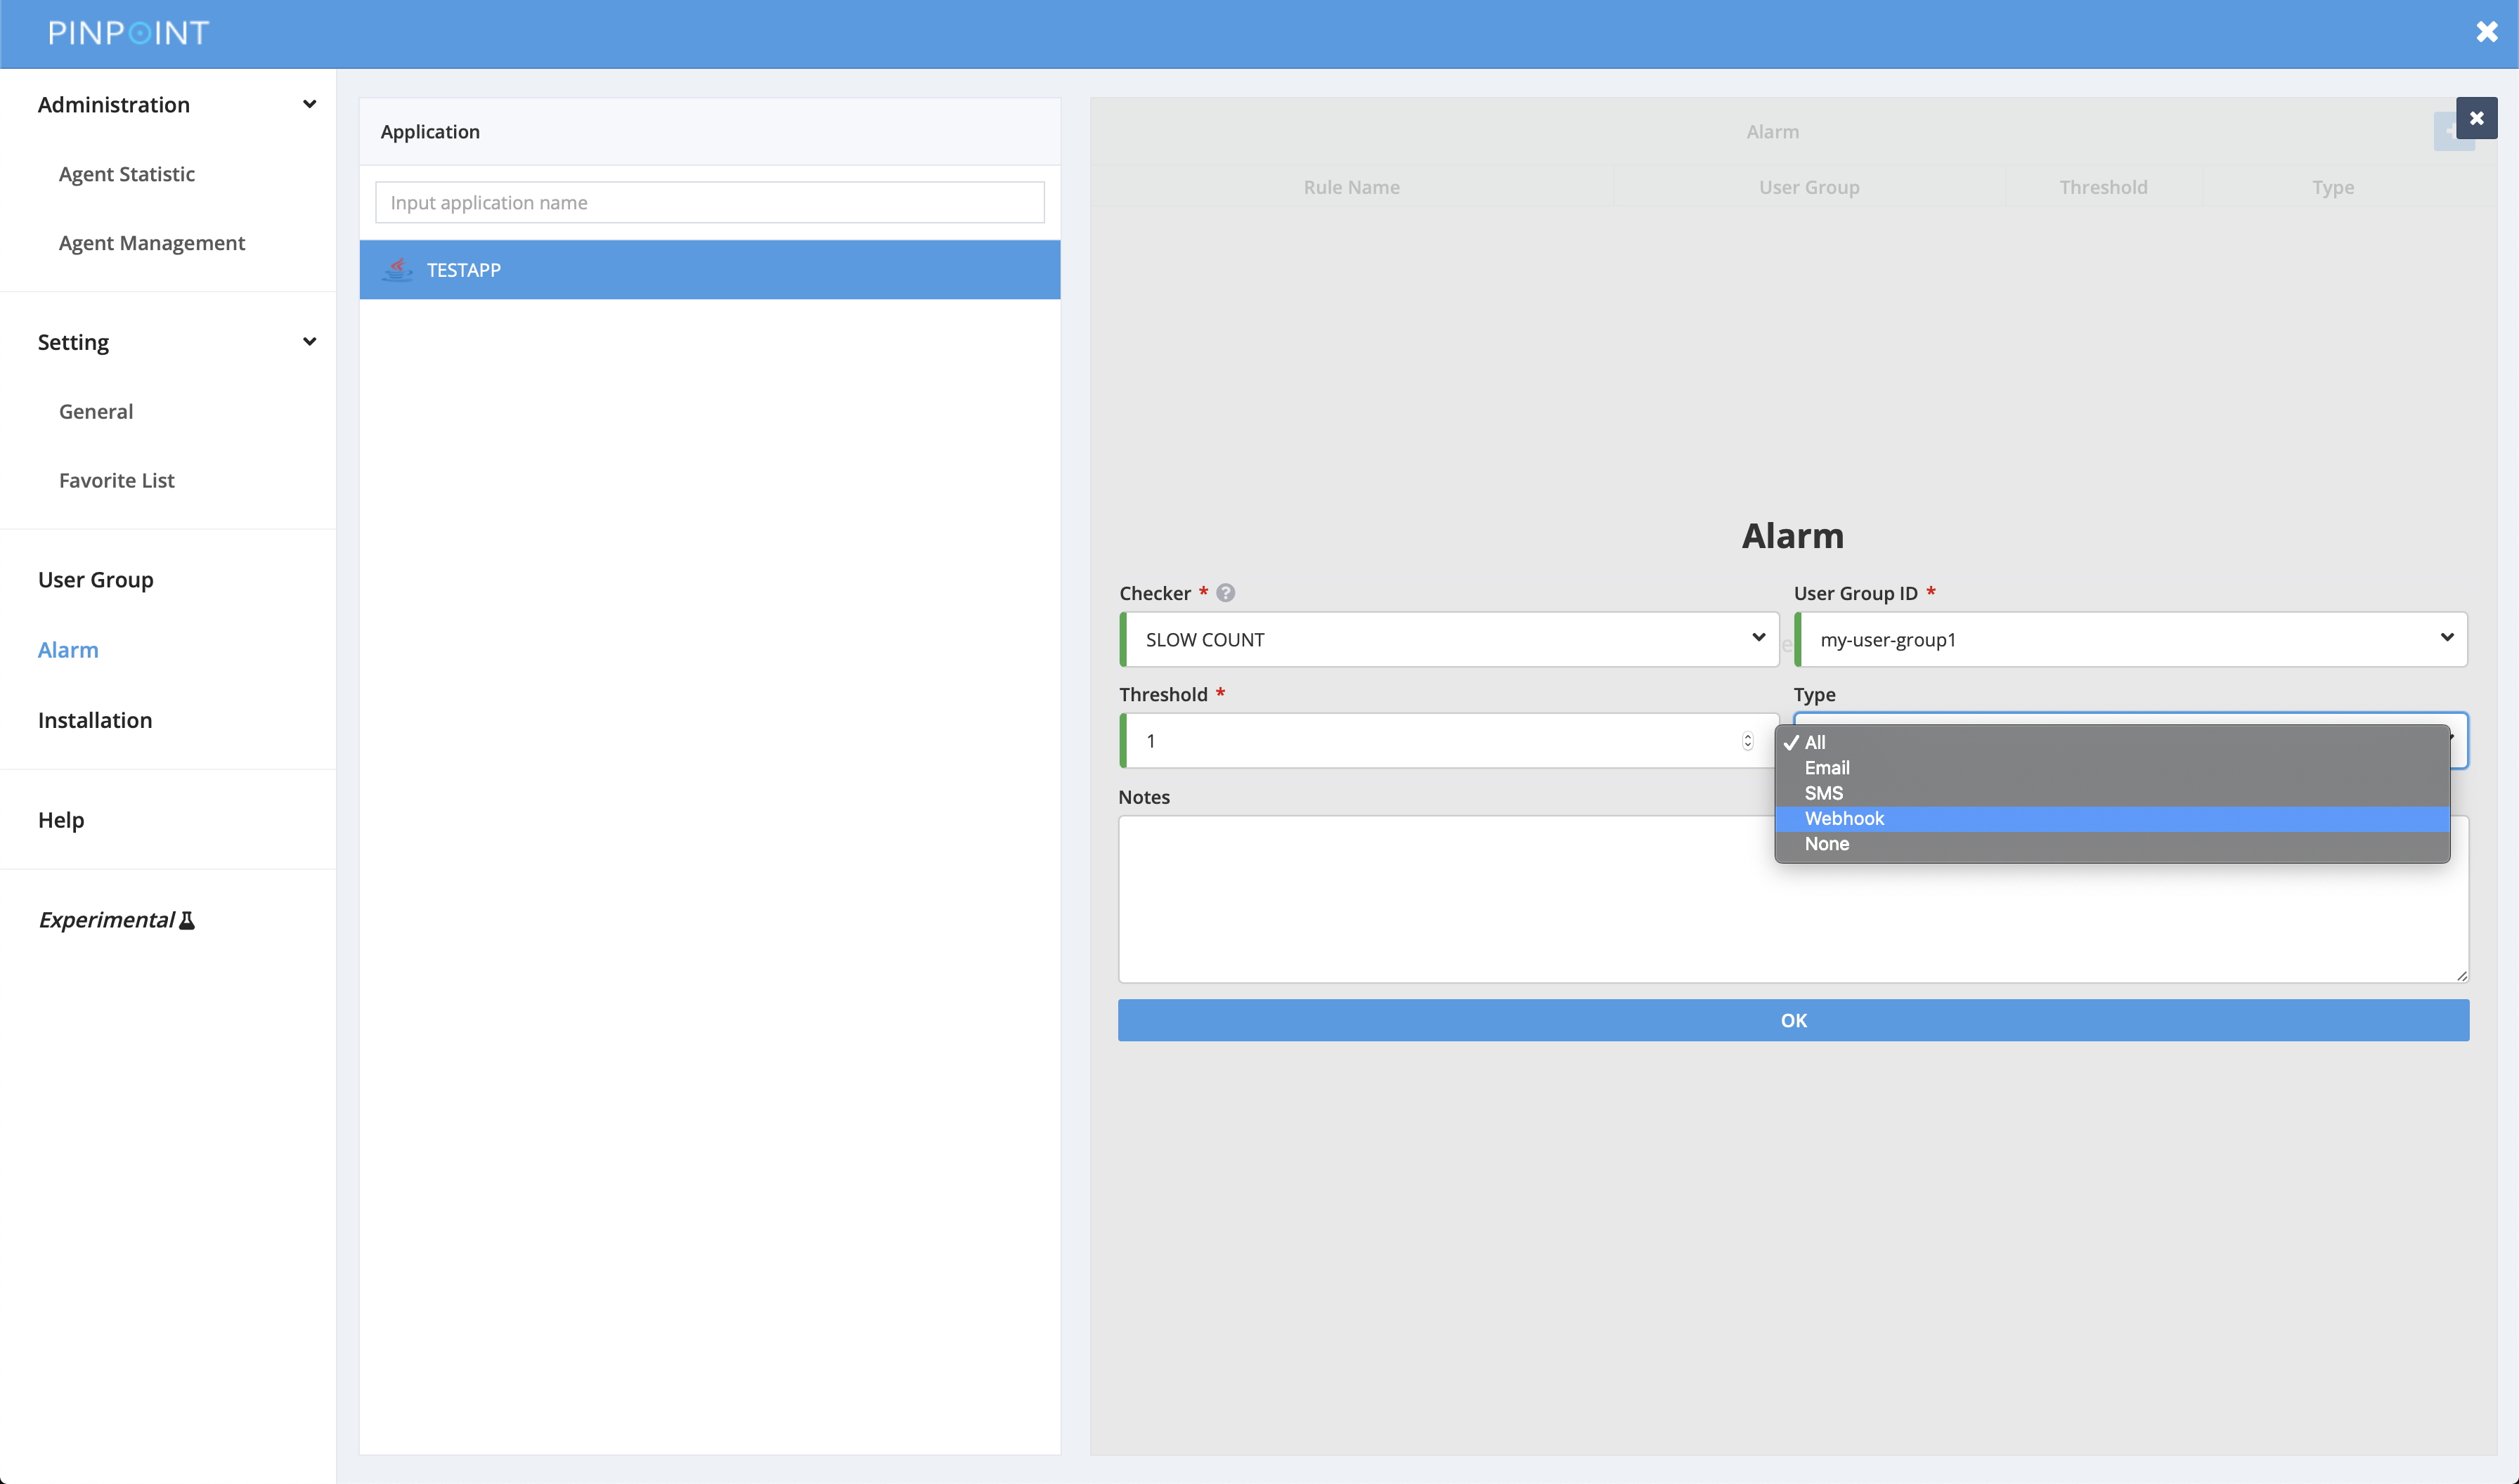 PINPOINT
Administration
Agent Statistic
Agent Management
Setting
General
Favorite List
User Group
Alarm
Installation
Help
Experimental
Application
Input application name
TESTAPP
Alarm
Rule Name User Group Threshold Type
Alarm
Checker * ?
User Group ID *
SLOW COUNT
my-user-group1
Threshold *
Type
1
All
Email
SMS
Webhook
None
Notes
OK